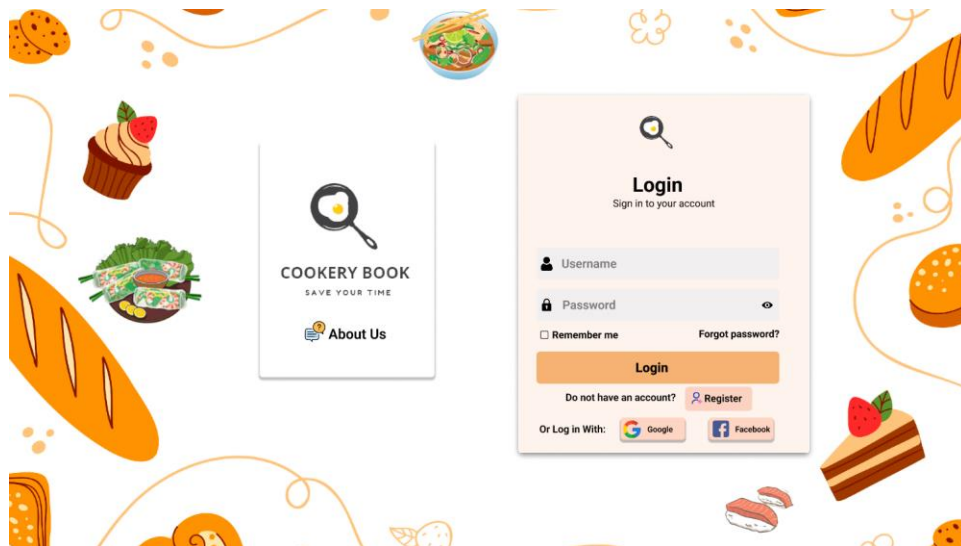 COOKERY BOOK
SAVE YOUR TIME
About Us
Login
Sign in to your account
Username
Password
Remember me
Forgot password?
Login
Do not have an account?
Register
Or Log in With:
Google
Facebook